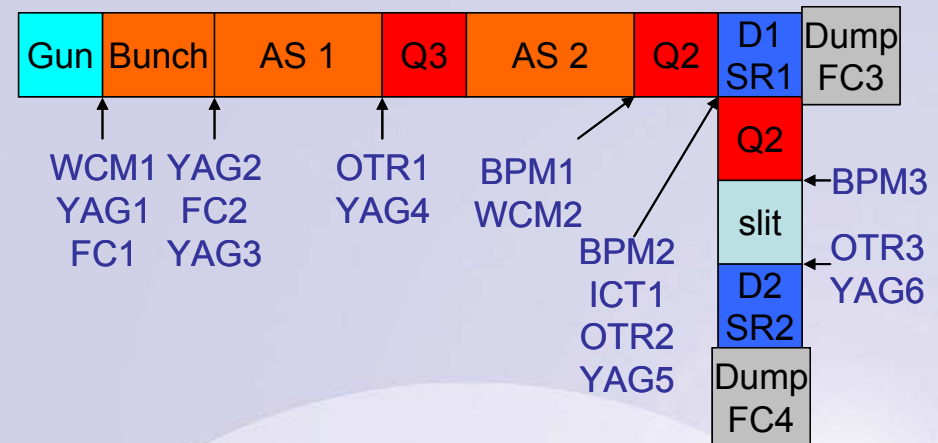 Gun
Bunch
AS 1
Q3
AS 2
Q2
D1
SR1
Dump
FC3
WCM1
YAG1
FC1
YAG2
FC2
YAG3
OTR1
YAG4
BPM1
WCM2
BPM2
ICT1
OTR2
YAG5
Q2
BPM3
slit
OTR3
YAG6
D2
SR2
Dump
FC4